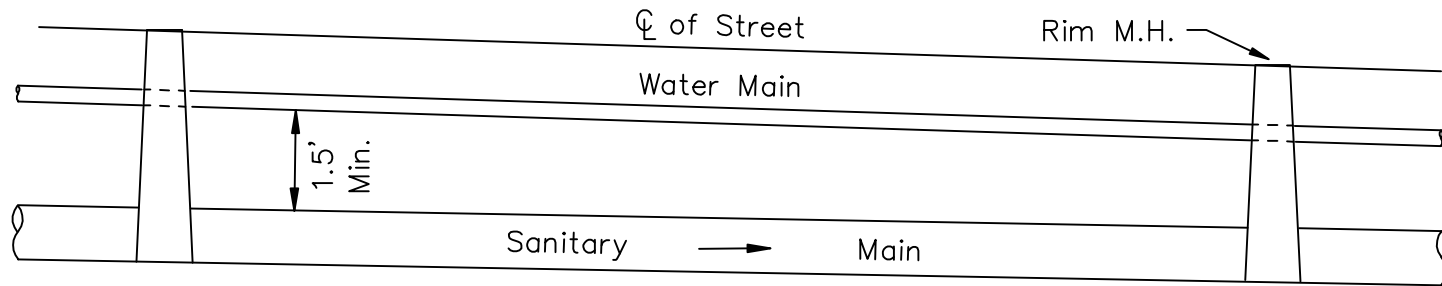 ℄ of Street
Rim M.H.
Water Main
1.5'
Min.
Sanitary
Main